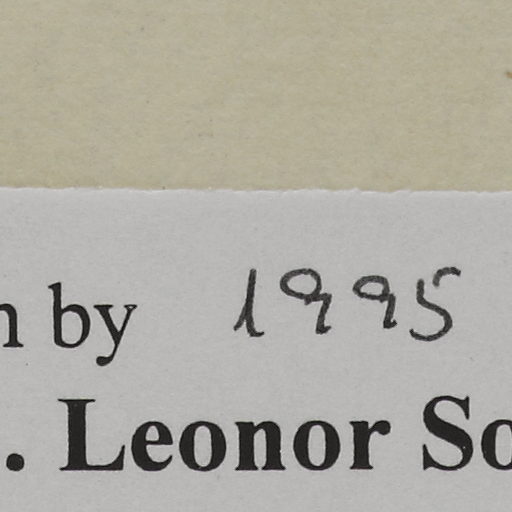 n by 1995
. Leonor So